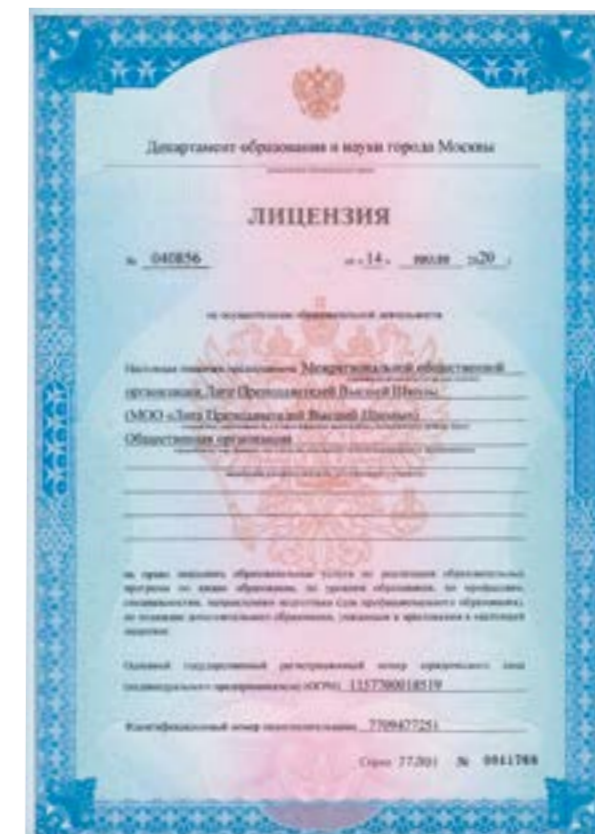 Департамент образования и науки города Москвы
ЛИЦЕНЗИЯ
№ 040856 от « 14 » июля 2020 г
на осуществление образовательной деятельности
Настоящая лицензия предоставлена Межрегиональной общественной
организации Лига Преподавателей Высшей Школы
(МОО «Лига Преподавателей Высшей Школы»)
Общественная организация
на право оказывать образовательные услуги по реализации образовательных
программ по видам образования, по уровням образования, по профессиям,
специальностям, направлениям подготовки (для профессионального образования),
по подвидам дополнительного образования, указанным в приложении к настоящей
лицензии
Основной государственный регистрационный номер юридического лица
(индивидуального предпринимателя) (ОГРН) 1157700018519
Идентификационный номер налогоплательщика 7709477251
Серия 77Л01 № 0011708